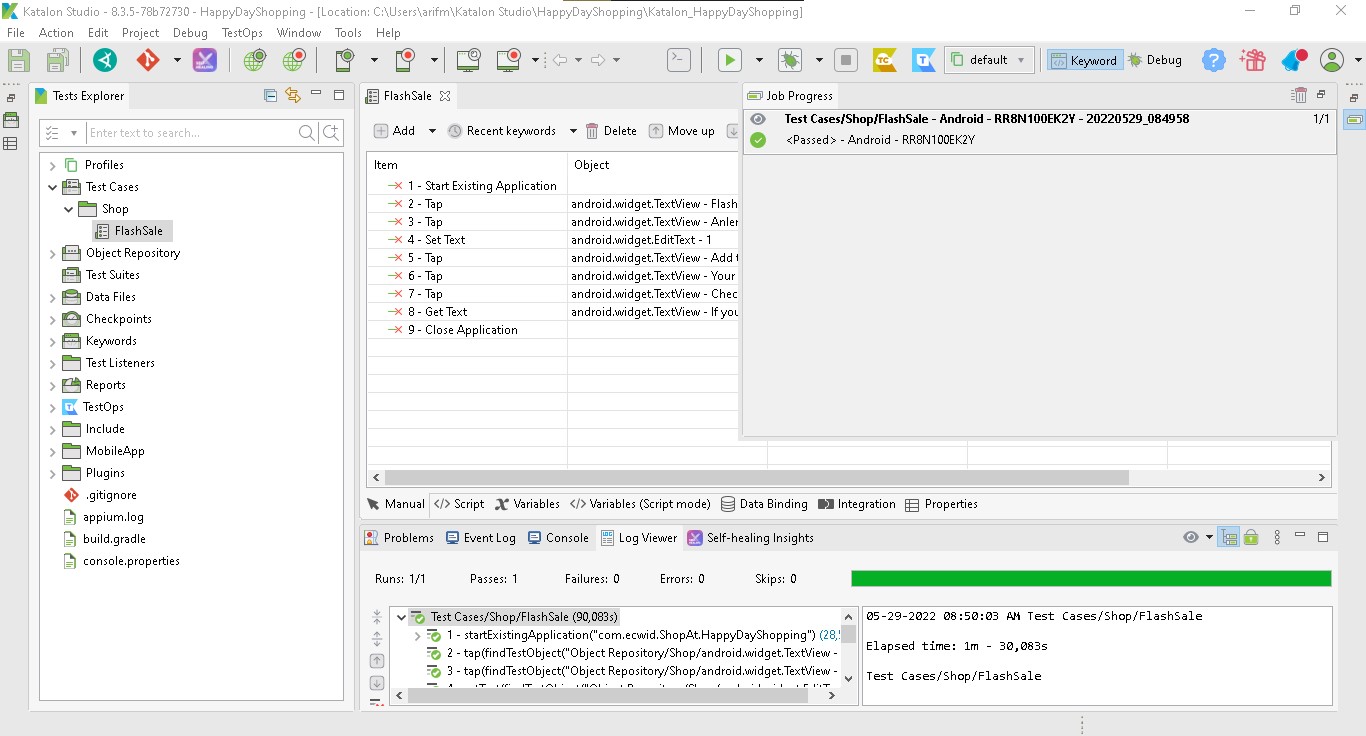 Katalon Studio - 8.3.5-78b72730 - HappyDayShopping - [Location: C:\Users\arifm\Katalon Studio\HappyDayShopping\Katalon_HappyDayShopping]
File Action Edit Project Debug TestOps Window Tools Help
TC T default Keyword Debug
Tests Explorer
Enter text to search...
Profiles
Test Cases
Shop
FlashSale
Object Repository
Test Suites
Data Files
Checkpoints
Keywords
Test Listeners
Reports
TestOps
Include
MobileApp
Plugins
.gitignore
appium.log
build.gradle
console.properties
FlashSale
Add Recent keywords Delete Move up
Item Object
1 - Start Existing Application
2 - Tap android.widget.TextView - Flash
3 - Tap android.widget.TextView - Anler
4 - Set Text android.widget.EditText - 1
5 - Tap android.widget.TextView - Add t
6 - Tap android.widget.TextView - Your
7 - Tap android.widget.TextView - Chec
8 - Get Text android.widget.TextView - If you
9 - Close Application
Job Progress
Test Cases/Shop/FlashSale - Android - RR8N100EK2Y - 20220529_084958 1/1
<Passed> - Android - RR8N100EK2Y
Manual </> Script Variables </> Variables (Script mode) Data Binding Integration Properties
Problems Event Log Console Log Viewer Self-healing Insights
Runs: 1/1 Passes: 1 Failures: 0 Errors: 0 Skips: 0
Test Cases/Shop/FlashSale (90,083s)
1 - startExistingApplication("com.ecwid.ShopAt.HappyDayShopping") (28,
2 - tap(findTestObject("Object Repository/Shop/android.widget.TextView -
3 - tap(findTestObject("Object Repository/Shop/android.widget.TextView -
05-29-2022 08:50:03 AM Test Cases/Shop/FlashSale
Elapsed time: 1m - 30,083s
Test Cases/Shop/FlashSale